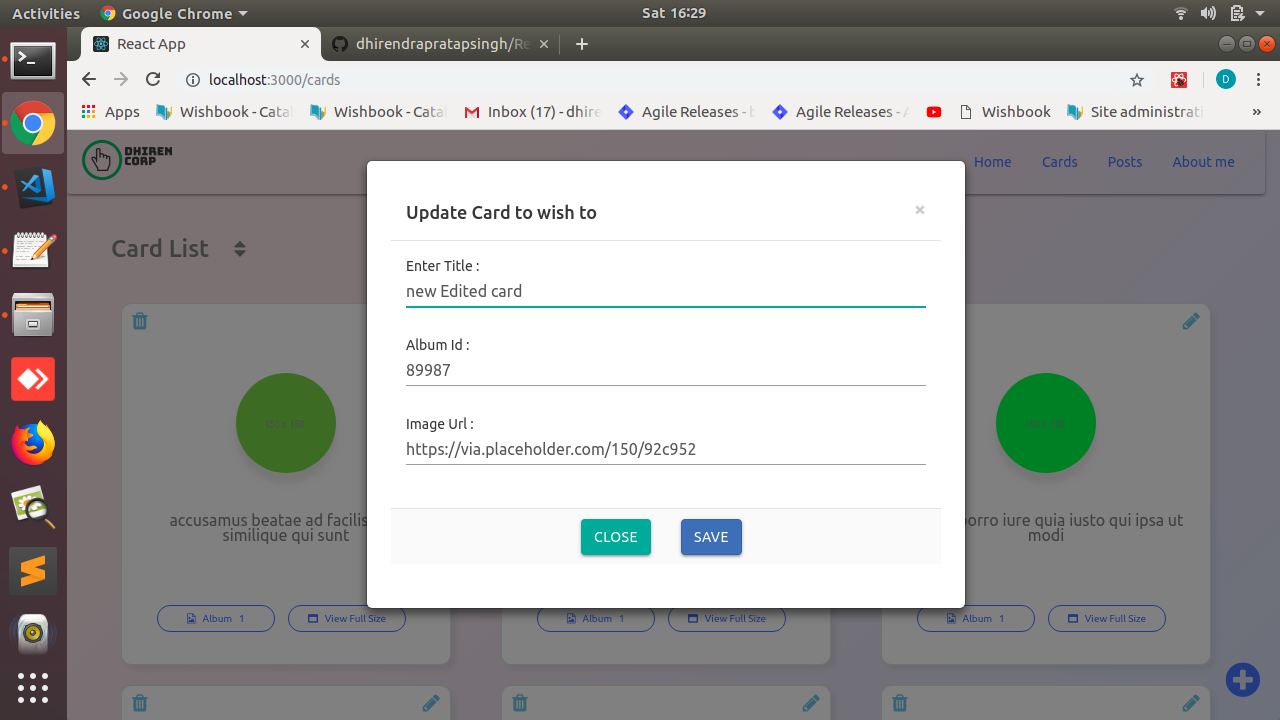 Activities Google Chrome Sat 16:29
React App dhirendrapratapsingh/Re
localhost:3000/cards D
Apps Wishbook - Catal Wishbook - Catal Inbox (17) - dhire Agile Releases - b Agile Releases - A Wishbook Site administrati »
DHIREN
CORP
Home Cards Posts About me
Update Card to wish to ×
Card List
Enter Title :
new Edited card
Album Id :
89987
Image Url :
https://via.placeholder.com/150/92c952
150 x 150
accusamus beatae ad facilis
similique qui sunt
porro iure quia iusto qui ipsa ut
modi
CLOSE SAVE
Album 1 View Full Size Album 1 View Full Size Album 1 View Full Size